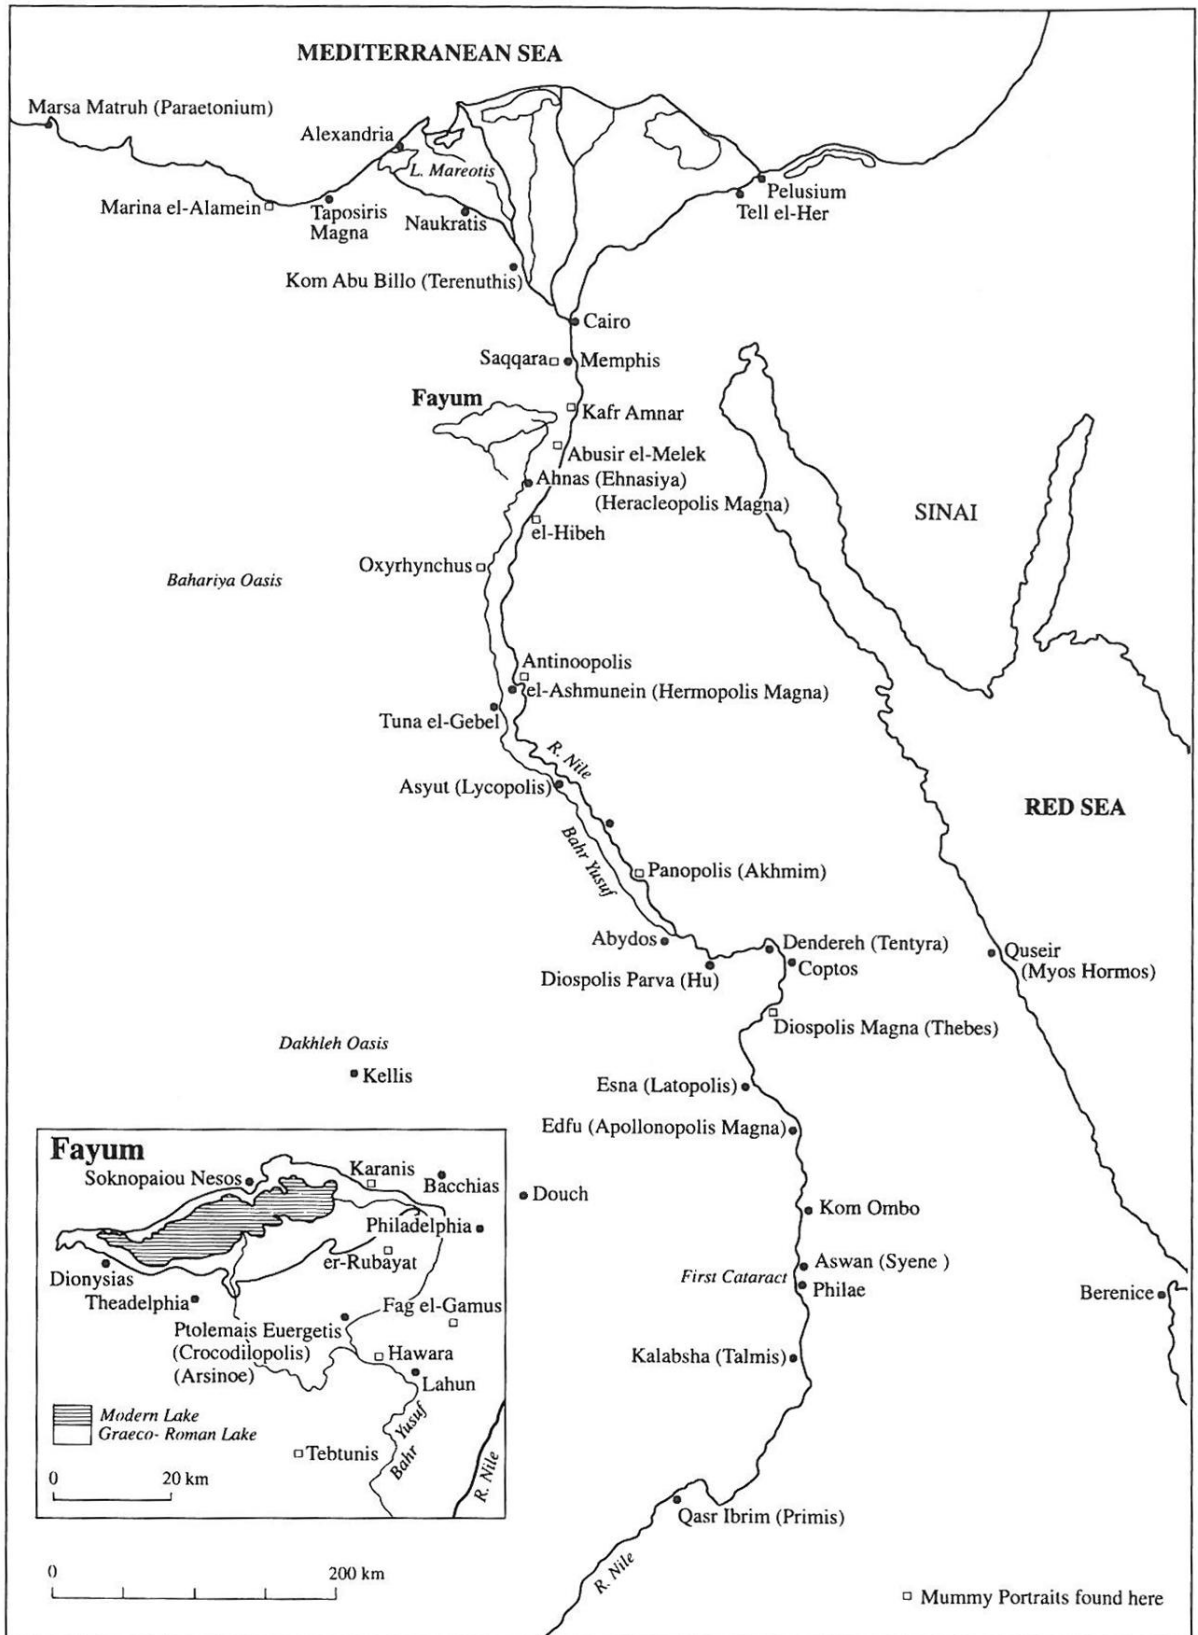 MEDITERRANEAN SEA
Marsa Matruh (Paraetonium)
Alexandria
L. Mareotis
Marina el-Alamein
Taposiris
Magna
Naukratis
Pelusium
Tell el-Her
Kom Abu Billo (Terenuthis)
Cairo
Saqqara
Memphis
Fayum
Kafr Amnar
Abusir el-Melek
Ahnas (Ehnasiya)
(Heracleopolis Magna)
SINAI
el-Hibeh
Oxyrhynchus
Bahariya Oasis
Antinoopolis
el-Ashmunein (Hermopolis Magna)
Tuna el-Gebel
R. Nile
Asyut (Lycopolis)
RED SEA
Bahr Yusuf
Panopolis (Akhmim)
Abydos
Dendereh (Tentyra)
Quseir
(Myos Hormos)
Coptos
Diospolis Parva (Hu)
Diospolis Magna (Thebes)
Dakhleh Oasis
Kellis
Esna (Latopolis)
Edfu (Apollonopolis Magna)
Douch
Kom Ombo
Aswan (Syene )
First Cataract
Philae
Berenice
Kalabsha (Talmis)
Qasr Ibrim (Primis)
R. Nile
Fayum
Soknopaiou Nesos
Karanis
Bacchias
Philadelphia
er-Rubayat
Dionysias
Theadelphia
Fag el-Gamus
Ptolemais Euergetis
(Crocodilopolis)
(Arsinoe)
Hawara
Lahun
Modern Lake
Graeco- Roman Lake
Tebtunis
Bahr Yusuf
R. Nile
0 20 km
0 200 km
Mummy Portraits found here